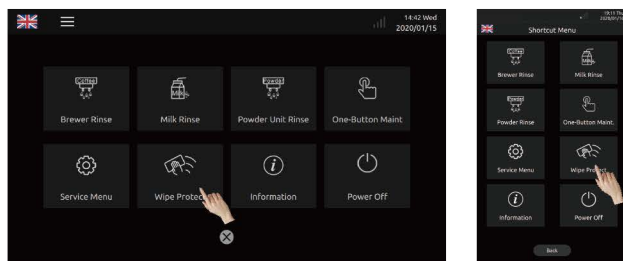 14:42 Wed
2020/01/15
Coffee
Milk
Powder
Brewer Rinse
Milk Rinse
Powder Unit Rinse
One-Button Maint
Service Menu
Wipe Protect
Information
Power Off
Shortcut Menu
Coffee
Brewer Rinse
Milk Rinse
Powder
Powder Rinse
One-Button Maint.
Service Menu
Wipe Protect
Information
Power Off
Back